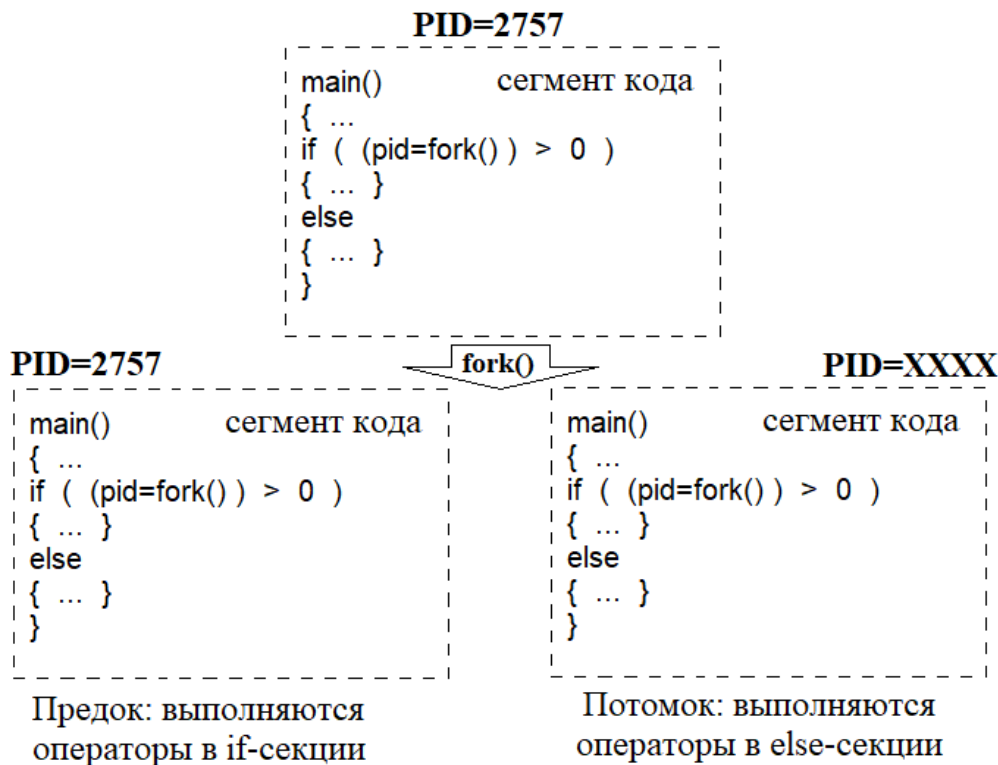 PID=2757
main() сегмент кода
{ ...
if ( (pid=fork() ) > 0 )
{ ... }
else
{ ... }
}
fork()
PID=2757
main() сегмент кода
{ ...
if ( (pid=fork() ) > 0 )
{ ... }
else
{ ... }
}
Предок: выполняются
операторы в if-секции
PID=XXXX
main() сегмент кода
{ ...
if ( (pid=fork() ) > 0 )
{ ... }
else
{ ... }
}
Потомок: выполняются
операторы в else-секции